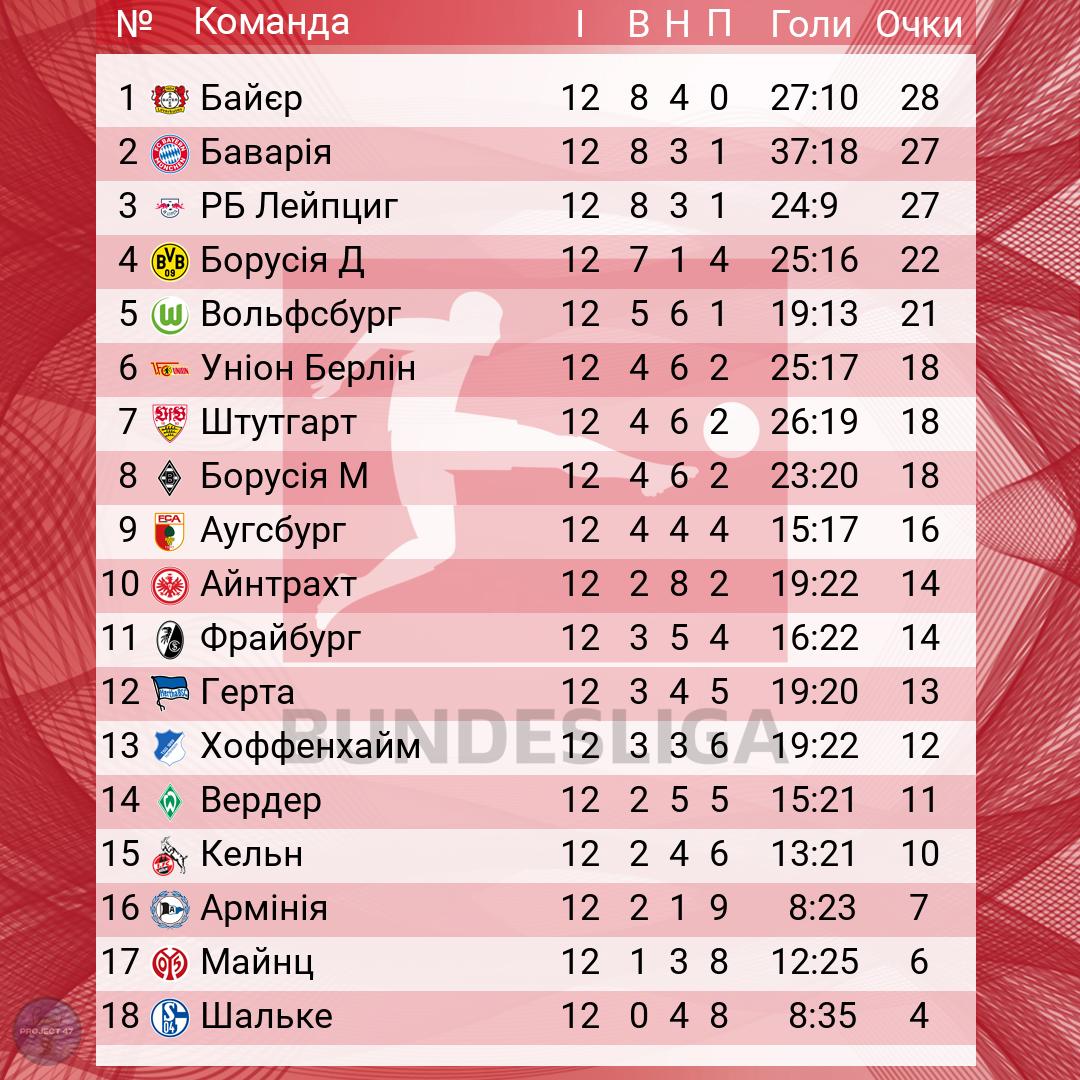 № Команда І В Н П Голи Очки
1 Байєр 12 8 4 0 27:10 28
2 Баварія 12 8 3 1 37:18 27
3 РБ Лейпциг 12 8 3 1 24:9 27
4 BVB 09 Борусія Д 12 7 1 4 25:16 22
5 W Вольфсбург 12 5 6 1 19:13 21
6 Уніон Берлін 12 4 6 2 25:17 18
7 VfB Штутгарт 12 4 6 2 26:19 18
8 Борусія М 12 4 6 2 23:20 18
9 FCA Аугсбург 12 4 4 4 15:17 16
10 Айнтрахт 12 2 8 2 19:22 14
11 Фрайбург 12 3 5 4 16:22 14
12 Герта 12 3 4 5 19:20 13
13 Хоффенхайм 12 3 3 6 19:22 12
BUNDESLIGA
14 Вердер 12 2 5 5 15:21 11
15 Кельн 12 2 4 6 13:21 10
16 Армінія 12 2 1 9 8:23 7
17 Майнц 12 1 3 8 12:25 6
18 Шальке 12 0 4 8 8:35 4
PROJECT 47